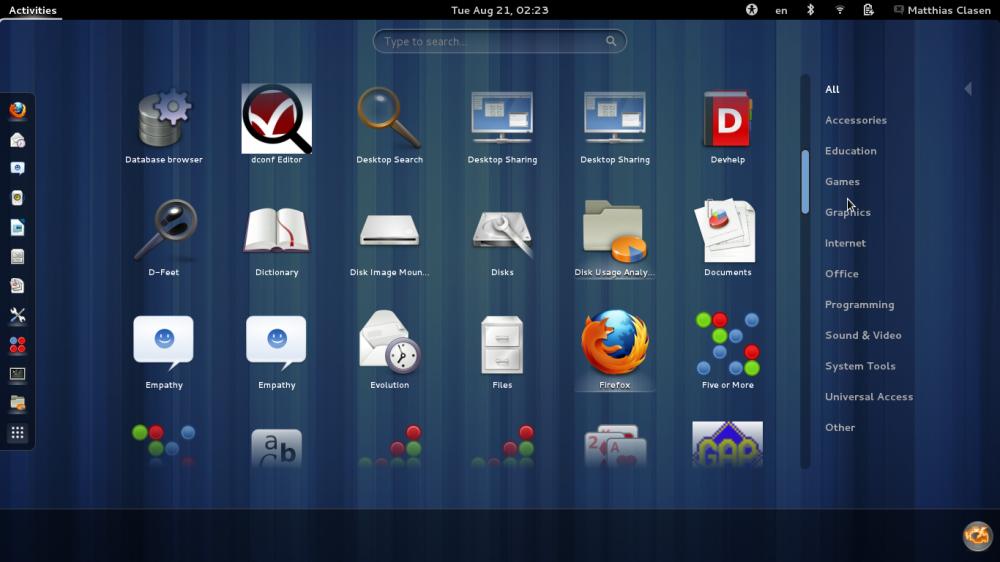 Activities
Tue Aug 21, 02:23
en
Matthias Clasen
Type to search...
Database browser
dconf Editor
Desktop Search
Desktop Sharing
Desktop Sharing
D
Devhelp
D-Feet
Dictionary
Disk Image Moun...
Disks
Disk Usage Analy...
Documents
Empathy
Empathy
Evolution
Files
Firefox
Five or More
a b
C
2
A
GAP
All
Accessories
Education
Games
Graphics
Internet
Office
Programming
Sound & Video
System Tools
Universal Access
Other